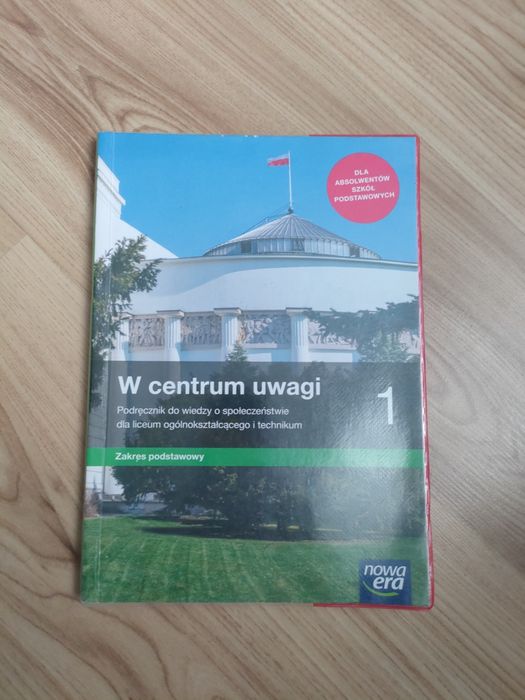 DLA
ABSOLWENTÓW
SZKÓŁ
PODSTAWOWYCH
W centrum uwagi
1
Podręcznik do wiedzy o społeczeństwie
dla liceum ogólnokształcącego i technikum
Zakres podstawowy
nowa
era